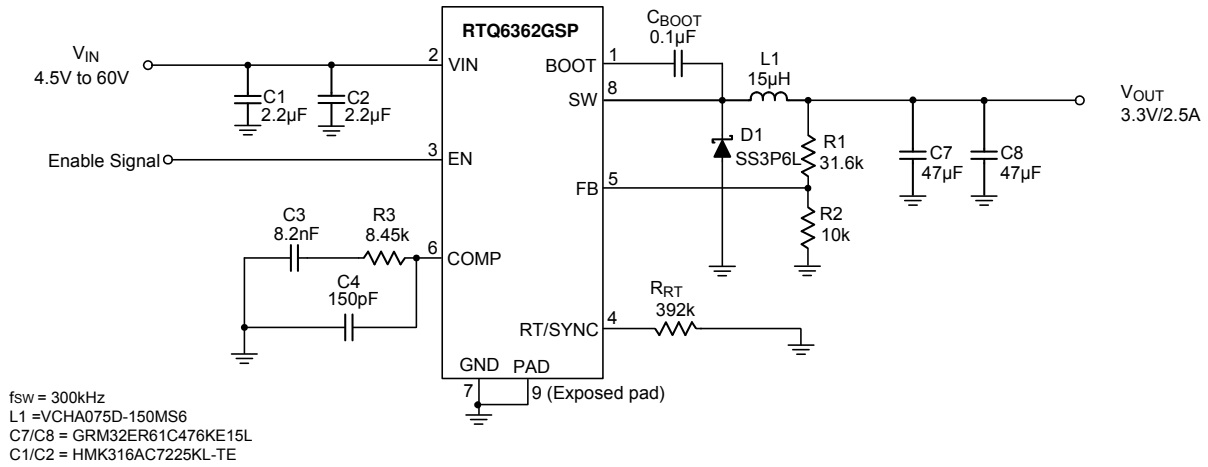 RTQ6362GSP
CBOOT
0.1µF
VIN
4.5V to 60V
2
VIN
BOOT
1
L1
15µH
8
SW
VOUT
3.3V/2.5A
C1
2.2µF
C2
2.2µF
D1
SS3P6L
R1
31.6k
C7
47µF
C8
47µF
Enable Signal
3
EN
FB
5
R2
10k
C3
8.2nF
R3
8.45k
6
COMP
C4
150pF
RRT
392k
RT/SYNC
4
GND
PAD
7
9 (Exposed pad)
fSW = 300kHz
L1 =VCHA075D-150MS6
C7/C8 = GRM32ER61C476KE15L
C1/C2 = HMK316AC7225KL-TE